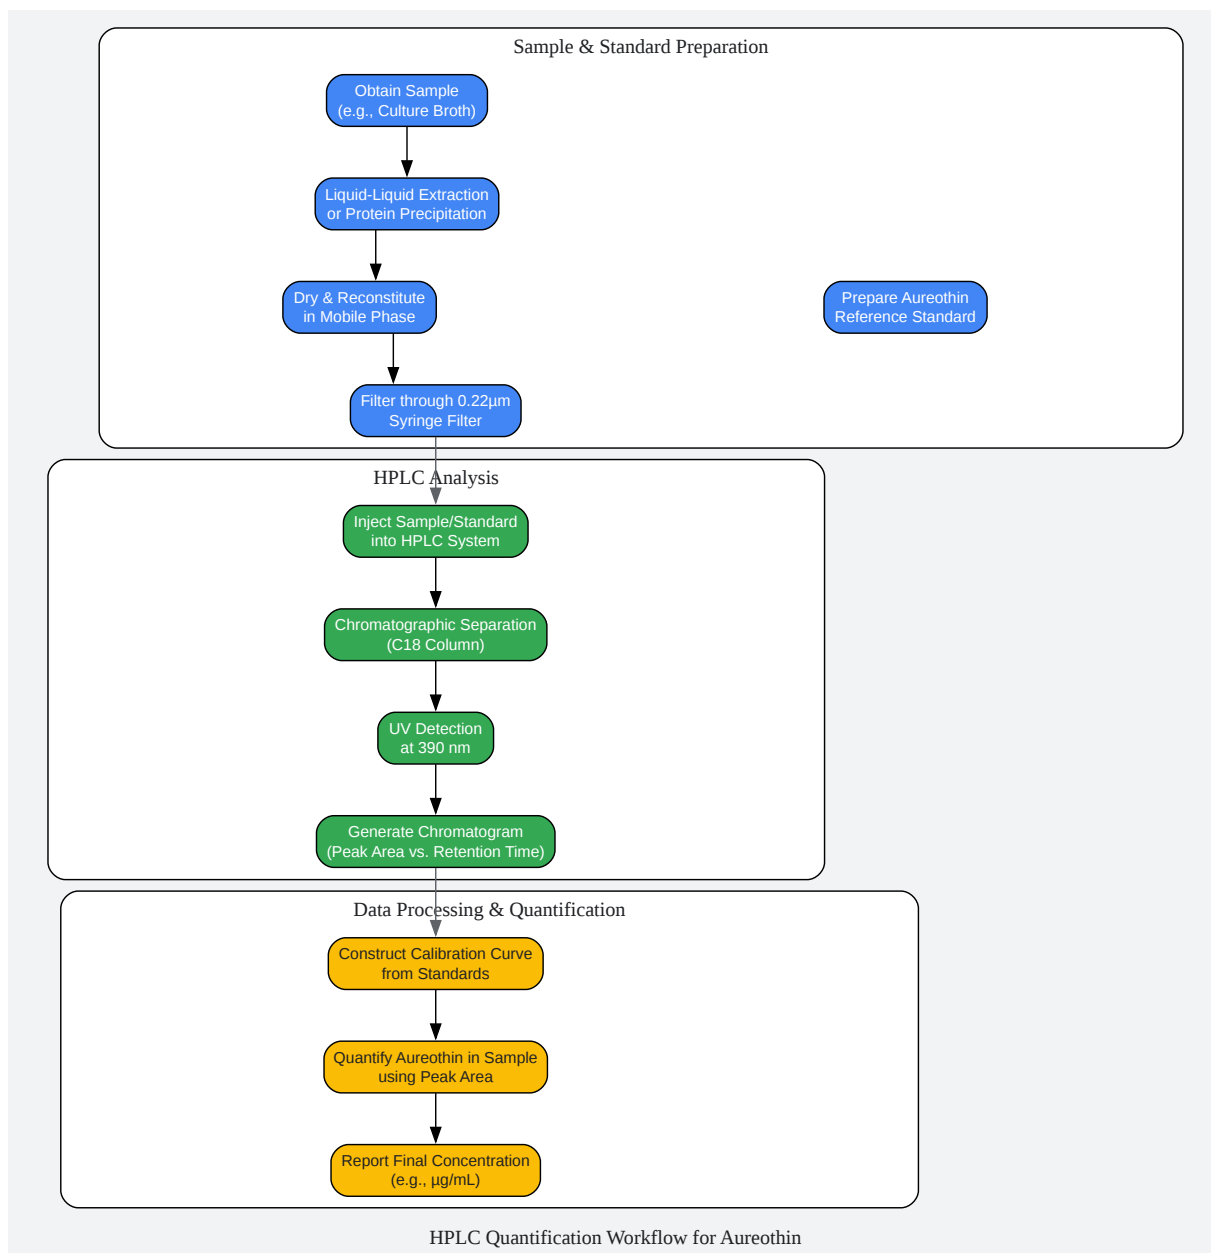 Sample & Standard Preparation
Obtain Sample
(e.g., Culture Broth)
Liquid-Liquid Extraction
or Protein Precipitation
Dry & Reconstitute
in Mobile Phase
Prepare Aureothin
Reference Standard
Filter through 0.22µm
Syringe Filter
HPLC Analysis
Inject Sample/Standard
into HPLC System
Chromatographic Separation
(C18 Column)
UV Detection
at 390 nm
Generate Chromatogram
(Peak Area vs. Retention Time)
Data Processing & Quantification
Construct Calibration Curve
from Standards
Quantify Aureothin in Sample
using Peak Area
Report Final Concentration
(e.g., µg/mL)
HPLC Quantification Workflow for Aureothin